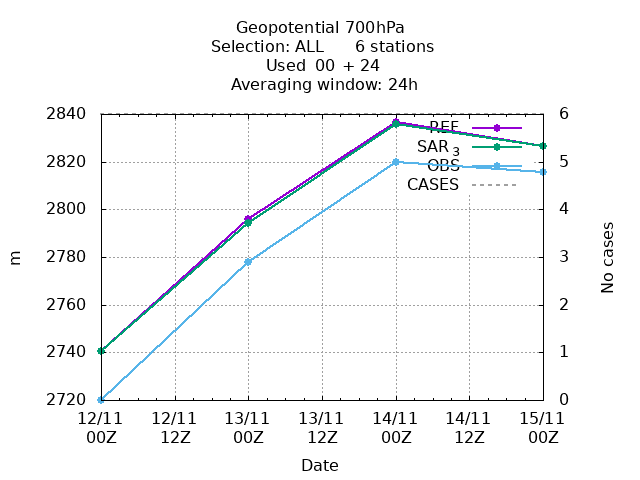 Geopotential 700hPa
Selection: ALL 6 stations
Used 00 + 24
Averaging window: 24h
2840
2820
2800
2780
2760
2740
2720
m
6
5
4
3
2
1
0
No cases
REF
SAR 3
OBS
CASES
12/11 12/11 13/11 13/11 14/11 14/11 15/11
00Z 12Z 00Z 12Z 00Z 12Z 00Z
Date